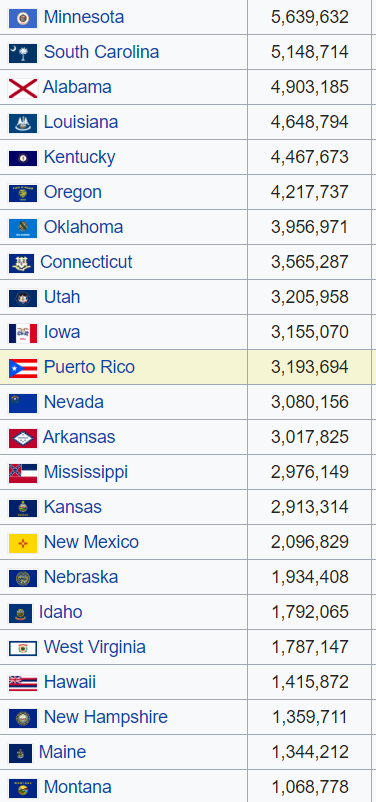 Minnesota 5,639,632
South Carolina 5,148,714
Alabama 4,903,185
Louisiana 4,648,794
Kentucky 4,467,673
Oregon 4,217,737
Oklahoma 3,956,971
Connecticut 3,565,287
Utah 3,205,958
Iowa 3,155,070
Puerto Rico 3,193,694
Nevada 3,080,156
Arkansas 3,017,825
Mississippi 2,976,149
Kansas 2,913,314
New Mexico 2,096,829
Nebraska 1,934,408
Idaho 1,792,065
West Virginia 1,787,147
Hawaii 1,415,872
New Hampshire 1,359,711
Maine 1,344,212
Montana 1,068,778